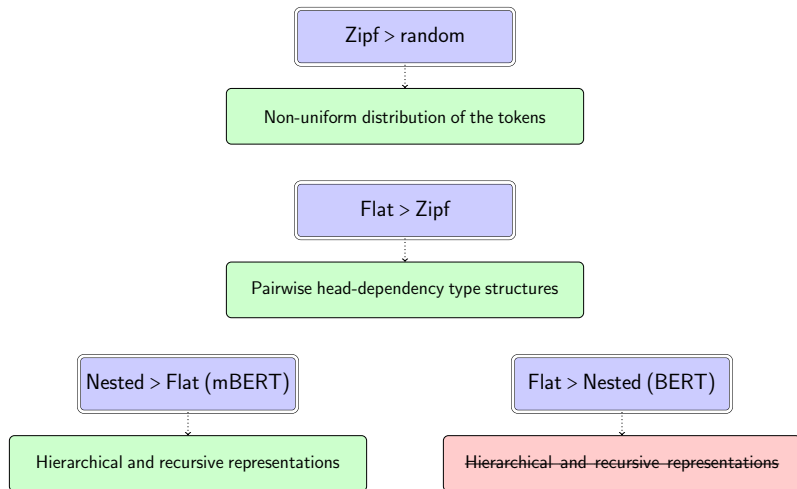 Zipf > random
Non-uniform distribution of the tokens
Flat > Zipf
Pairwise head-dependency type structures
Nested > Flat (mBERT)
Flat > Nested (BERT)
Hierarchical and recursive representations
Hierarchical and recursive representations